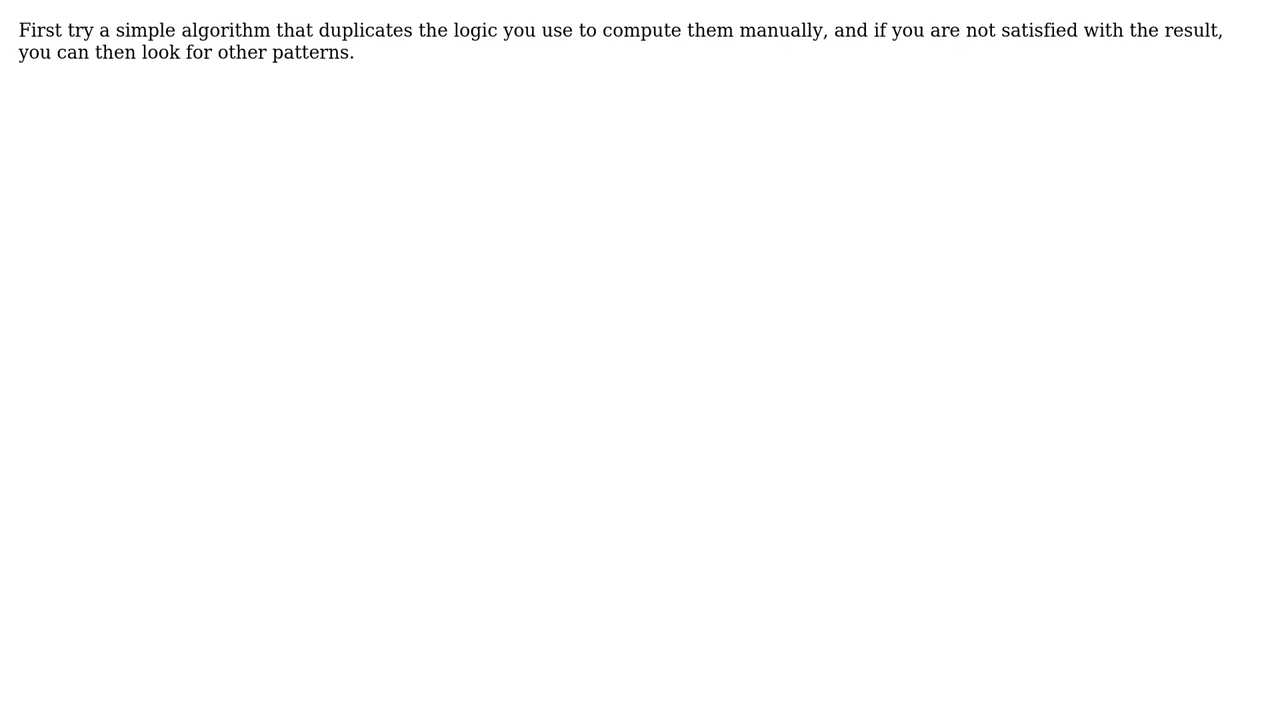 First try a simple algorithm that duplicates the logic you use to compute them manually, and if you are not satisfied with the result,
you can then look for other patterns.